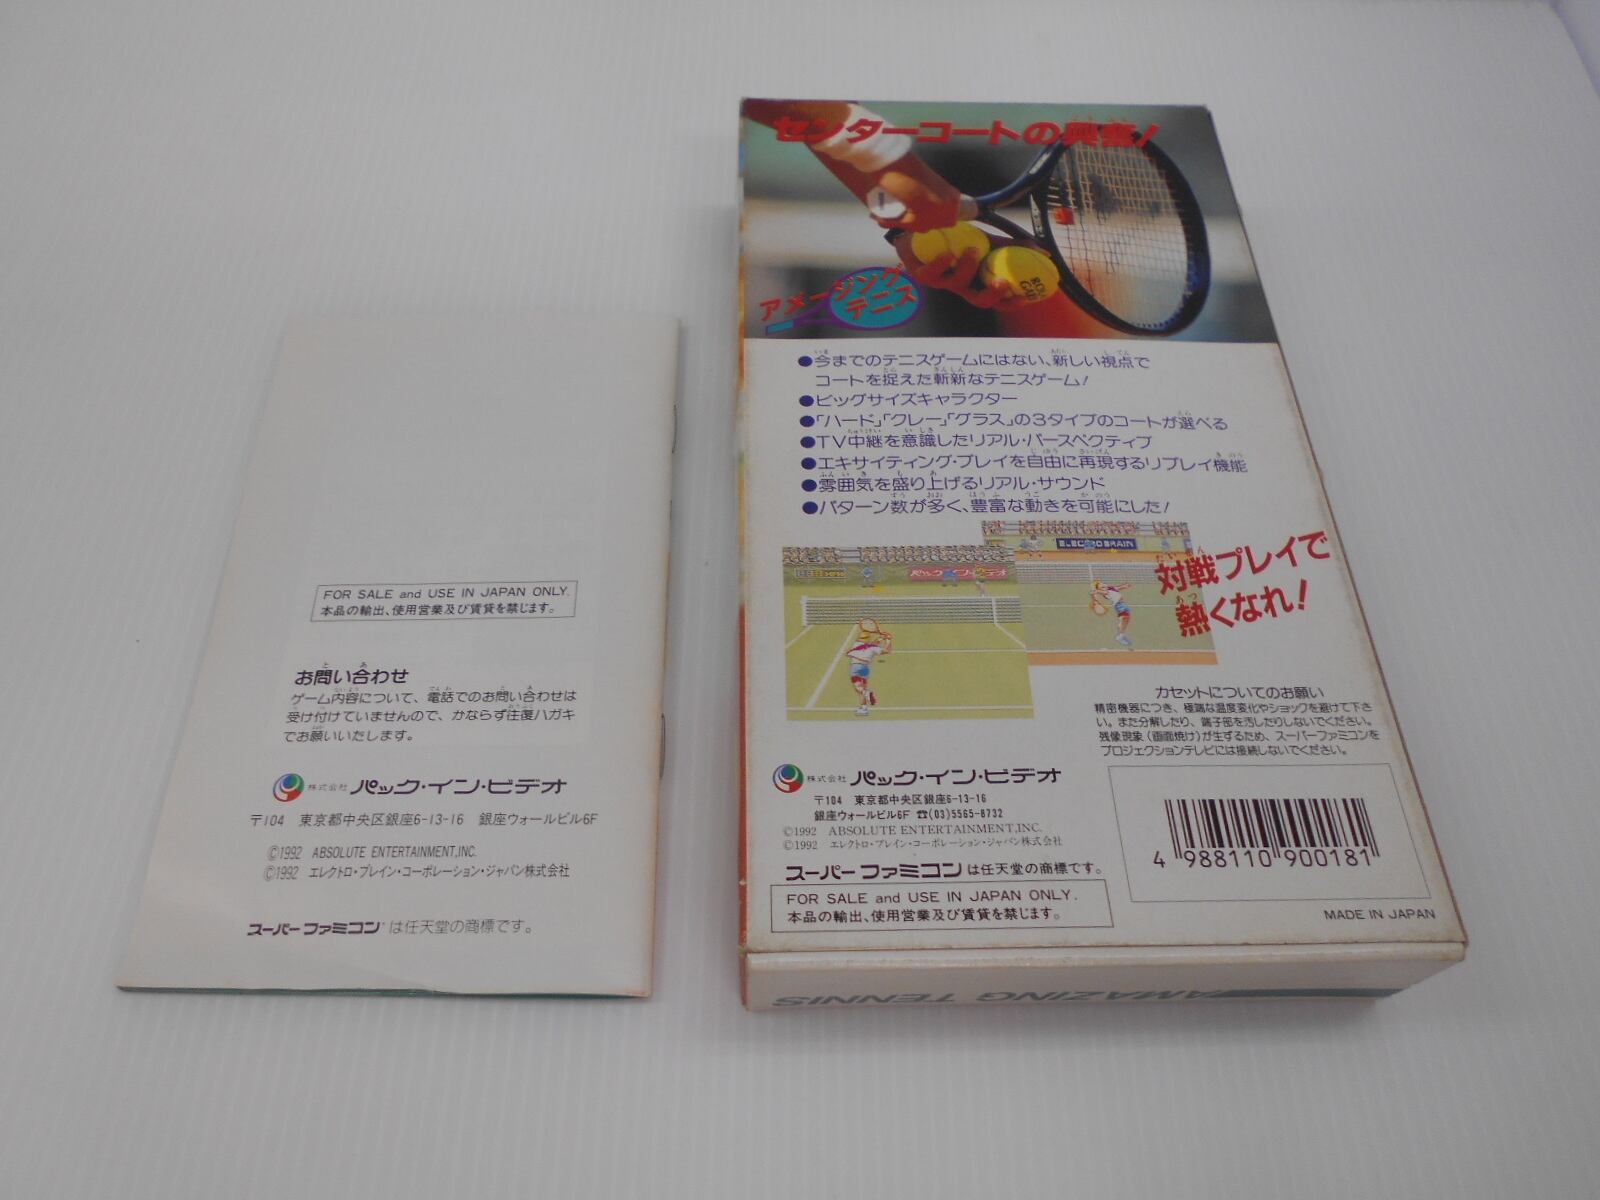 FOR SALE and USE IN JAPAN ONLY.
本品の輸出、使用営業及び賃貸を禁じます。
お問い合わせ
ゲーム内容について、電話でのお問い合わせは
受け付けていませんので、かならず往復ハガキ
でお願いいたします。
株式会社 パック・イン・ビデオ
〒104 東京都中央区銀座6-13-16 銀座ウォールビル6F
©1992 ABSOLUTE ENTERTAINMENT,INC.
©1992 エレクトロ・ブレイン・コーポレーション・ジャパン株式会社
スーパーファミコンは任天堂の商標です。
センターコートの興奮!
アメージング
テニス
●今までのテニスゲームにはない、新しい視点で
コートを捉えた斬新なテニスゲーム!
●ビッグサイズキャラクター
●「ハード」「クレー」「グラス」の3タイプのコートが選べる
●TV中継を意識したリアル・パースペクティブ
●エキサイティング・プレイを自由に再現するリプレイ機能
●雰囲気を盛り上げるリアル・サウンド
●パターン数が多く、豊富な動きを可能にした!
ELECTRO BRAIN
パック・イン・ビデオ
対戦プレイで
熱くなれ!
カセットについてのお願い
精密機器につき、極端な温度変化やショックを避けて下さ
い。また分解したり、端子部を汚したりしないでください。
残像現象(画面焼け)が生ずるため、スーパーファミコンを
プロジェクションテレビには接続しないでください。
株式会社 パック・イン・ビデオ
〒104 東京都中央区銀座6-13-16
銀座ウォールビル6F ☎(03)5565-8732
©1992 ABSOLUTE ENTERTAINMENT,INC.
©1992 エレクトロ・ブレイン・コーポレーション・ジャパン株式会社
スーパーファミコンは任天堂の商標です。
FOR SALE and USE IN JAPAN ONLY.
本品の輸出、使用営業及び賃貸を禁じます。
4 988110 900181
MADE IN JAPAN
AMAZING TENNIS